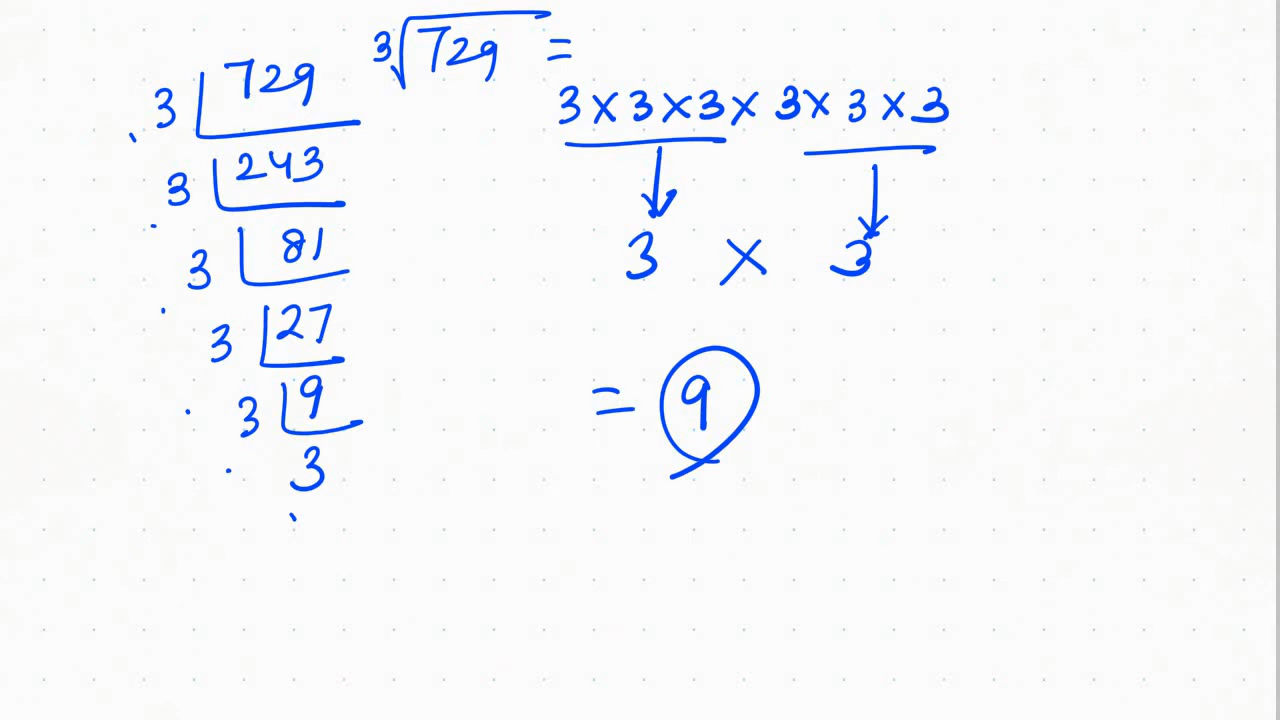 3 | 729
3 | 243
3 | 81
3 | 27
3 | 9
3
∛729 =
3 × 3 × 3 × 3 × 3 × 3
3 × 3
= 9